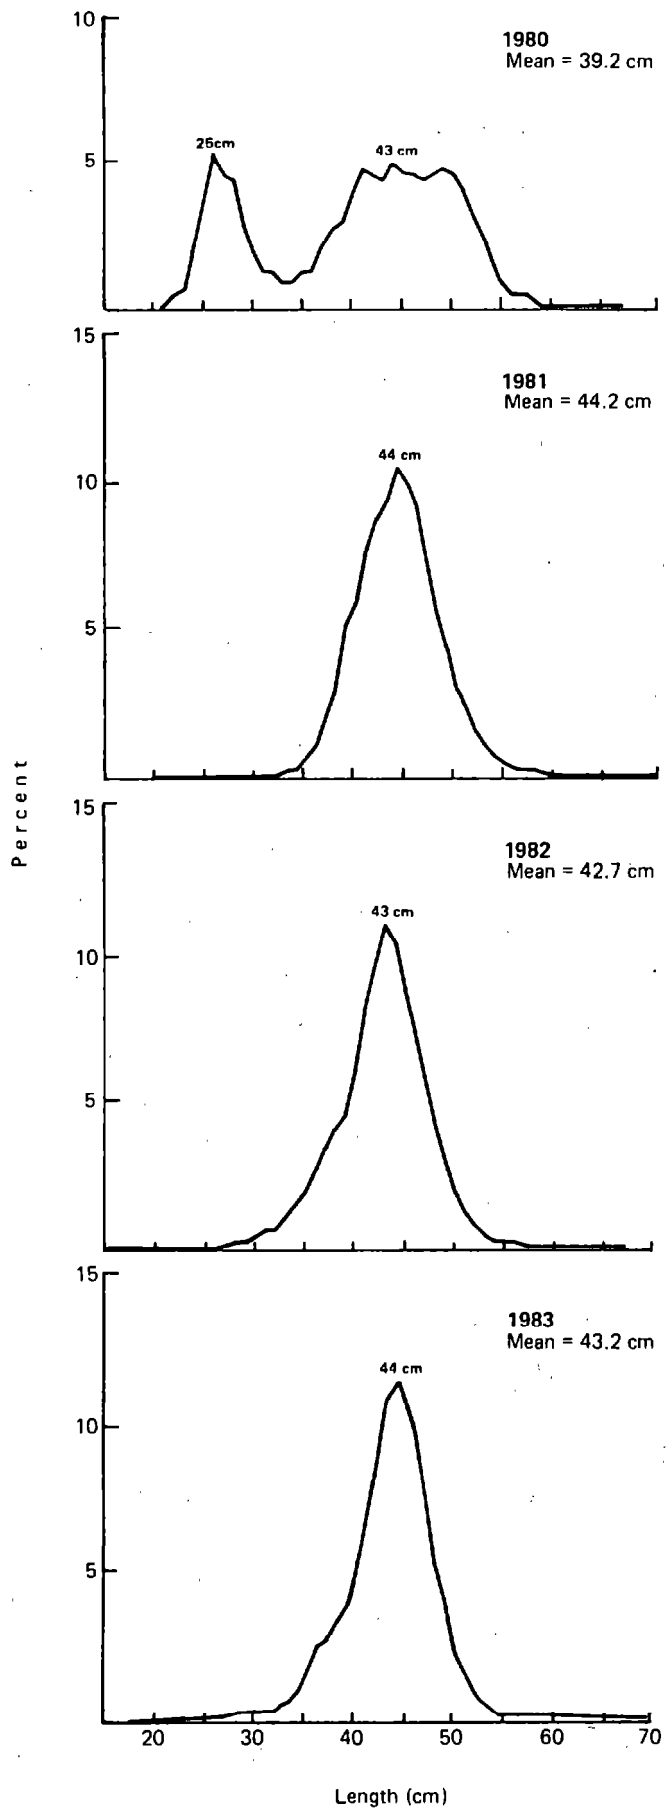 10
1980
Mean = 39.2 cm
25cm
43 cm
5
15
1981
Mean = 44.2 cm
44 cm
10
5
Percent
15
1982
Mean = 42.7 cm
43 cm
10
5
15
1983
Mean = 43.2 cm
44 cm
10
5
20 30 40 50 60 70
Length (cm)